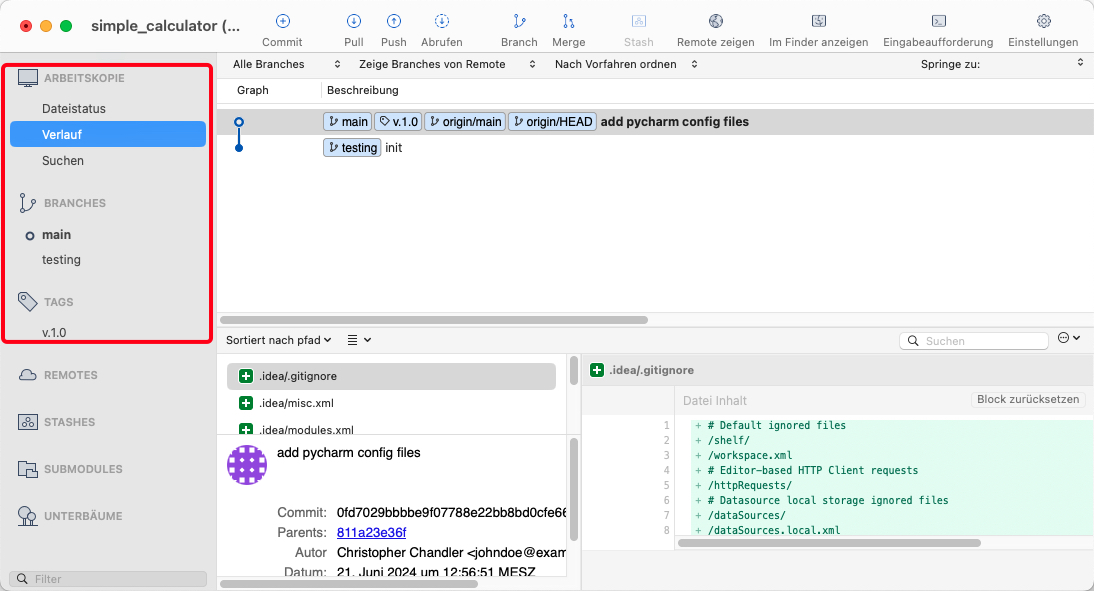 simple_calculator (...
Commit Pull Push Abrufen Branch Merge Stash Remote zeigen Im Finder anzeigen Eingabeaufforderung Einstellungen
ARBEITSKOPIE
Dateistatus
Verlauf
Suchen
BRANCHES
main
testing
TAGS
v.1.0
REMOTES
STASHES
SUBMODULES
UNTERBÄUME
Filter
Alle Branches Zeige Branches von Remote Nach Vorfahren ordnen Springe zu:
Graph Beschreibung
main v.1.0 origin/main origin/HEAD add pycharm config files
testing init
Sortiert nach pfad Suchen
.idea/.gitignore
.idea/misc.xml
.idea/modules.xml
add pycharm config files
Commit: 0fd7029bbbbe9f07788e22bb8bd0cfe66
Parents: 811a23e36f
Autor Christopher Chandler <johndoe@exam
Datum: 21. Juni 2024 um 12:56:51 MESZ
.idea/.gitignore
Datei Inhalt Block zurücksetzen
1 + # Default ignored files
2 + /shelf/
3 + /workspace.xml
4 + # Editor-based HTTP Client requests
5 + /httpRequests/
6 + # Datasource local storage ignored files
7 + /dataSources/
8 + /dataSources.local.xml